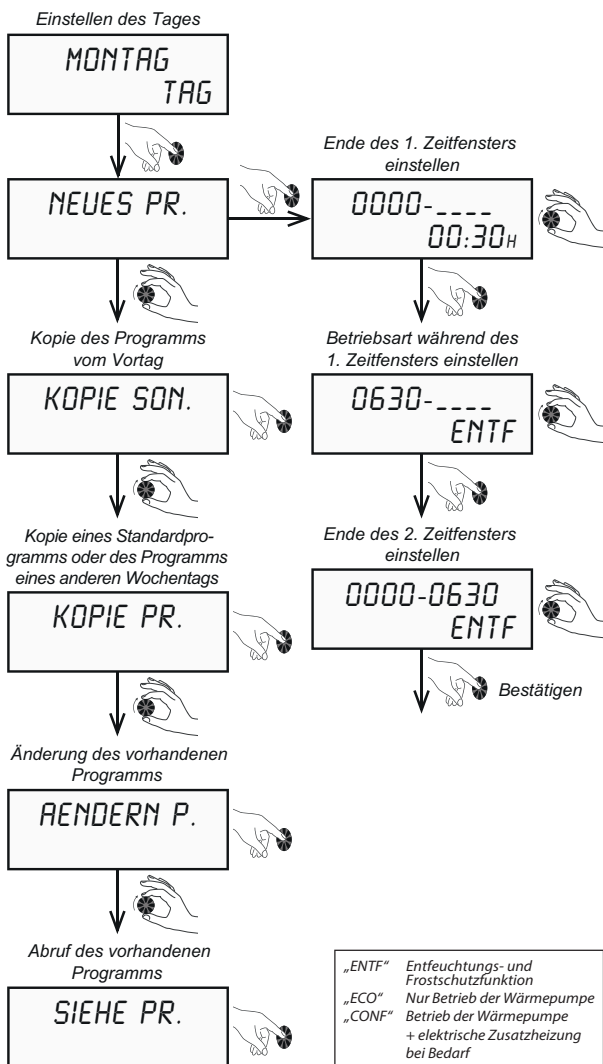 Einstellen des Tages
MONTAG
TAG
NEUES PR.
Kopie des Programms
vom Vortag
KOPIE SON.
Kopie eines Standardpro-
gramms oder des Programms
eines anderen Wochentags
KOPIE PR.
Änderung des vorhandenen
Programms
AENDERN P.
Abruf des vorhandenen
Programms
SIEHE PR.
Ende des 1. Zeitfensters
einstellen
0000-____
00:30H
Betriebsart während des
1. Zeitfensters einstellen
0630-____
ENTF
Ende des 2. Zeitfensters
einstellen
0000-0630
ENTF
Bestätigen
„ENTF“ Entfeuchtungs- und
Frostschutzfunktion
„ECO“ Nur Betrieb der Wärmepumpe
„CONF“ Betrieb der Wärmepumpe
+ elektrische Zusatzheizung
bei Bedarf